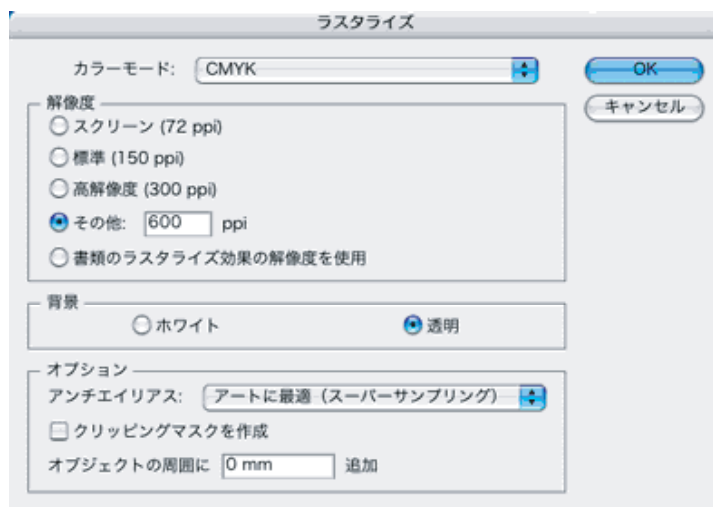 ラスタライズ
カラーモード: CMYK
OK
キャンセル
解像度
スクリーン (72 ppi)
標準 (150 ppi)
高解像度 (300 ppi)
その他: 600 ppi
書類のラスタライズ効果の解像度を使用
背景
ホワイト 透明
オプション
アンチエイリアス: アートに最適（スーパーサンプリング）
クリッピングマスクを作成
オブジェクトの周囲に 0 mm 追加